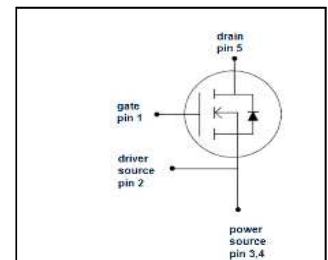 drain
pin 5
gate
pin 1
driver
source
pin 2
power
source
pin 3,4